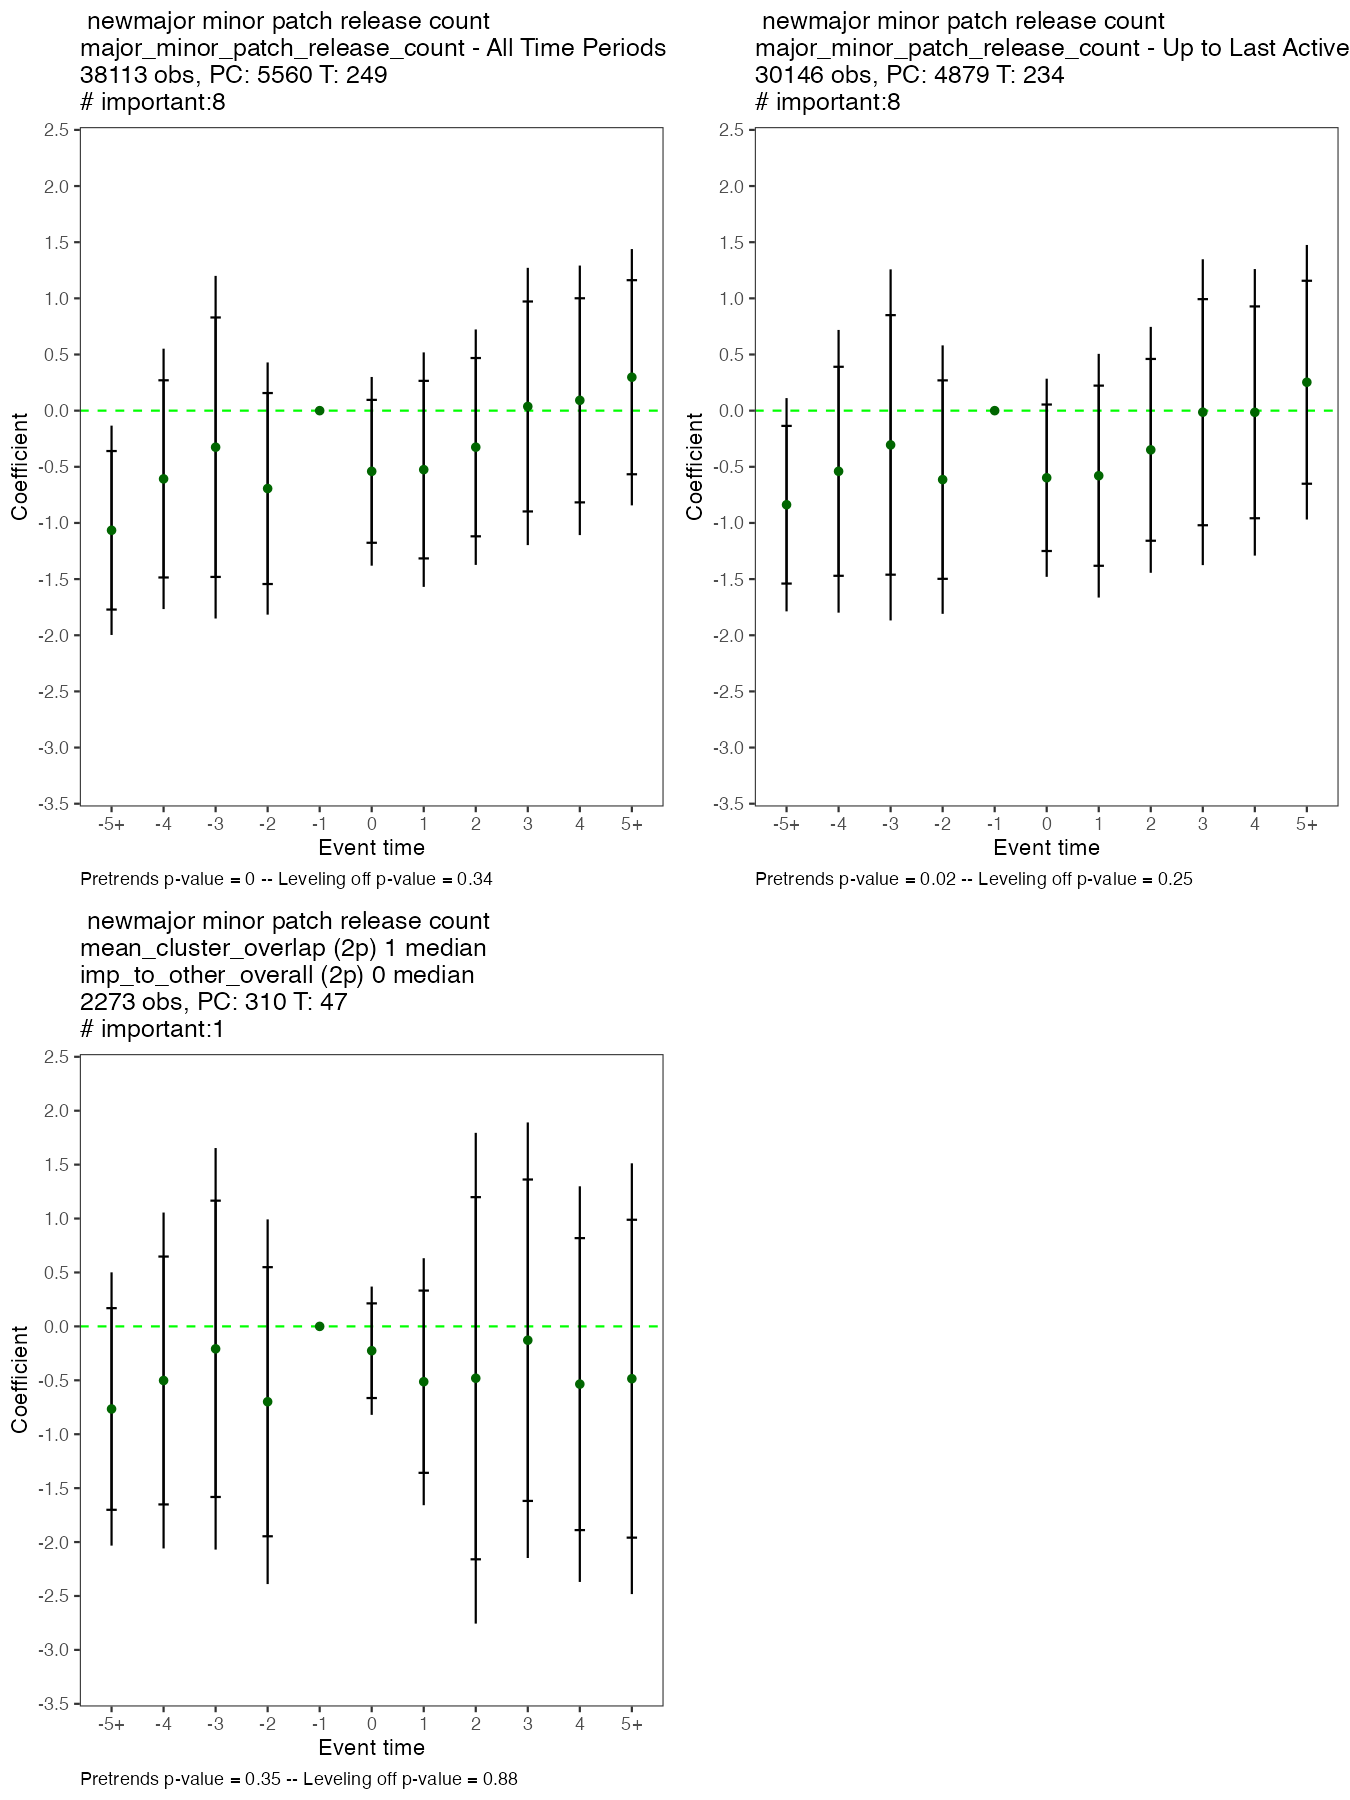 newmajor minor patch release count
major_minor_patch_release_count - All Time Periods
38113 obs, PC: 5560 T: 249
# important:8
2.5
2.0
1.5
1.0
0.5
0.0
-0.5
-1.0
-1.5
-2.0
-2.5
-3.0
-3.5
Coefficient
-5+ -4 -3 -2 -1 0 1 2 3 4 5+
Event time
Pretrends p-value = 0 -- Leveling off p-value = 0.34
newmajor minor patch release count
major_minor_patch_release_count - Up to Last Active
30146 obs, PC: 4879 T: 234
# important:8
2.5
2.0
1.5
1.0
0.5
0.0
-0.5
-1.0
-1.5
-2.0
-2.5
-3.0
-3.5
Coefficient
-5+ -4 -3 -2 -1 0 1 2 3 4 5+
Event time
Pretrends p-value = 0.02 -- Leveling off p-value = 0.25
newmajor minor patch release count
mean_cluster_overlap (2p) 1 median
imp_to_other_overall (2p) 0 median
2273 obs, PC: 310 T: 47
# important:1
2.5
2.0
1.5
1.0
0.5
0.0
-0.5
-1.0
-1.5
-2.0
-2.5
-3.0
-3.5
Coefficient
-5+ -4 -3 -2 -1 0 1 2 3 4 5+
Event time
Pretrends p-value = 0.35 -- Leveling off p-value = 0.88